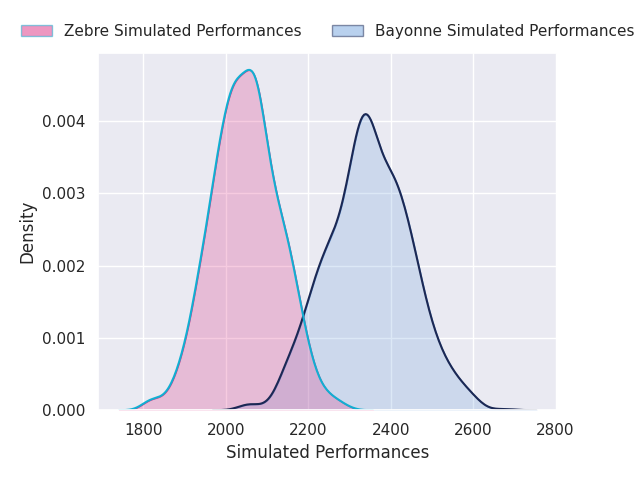 Zebre Simulated Performances Bayonne Simulated Performances
0.004
0.003
0.002
0.001
0.000
Density
1800 2000 2200 2400 2600 2800
Simulated Performances